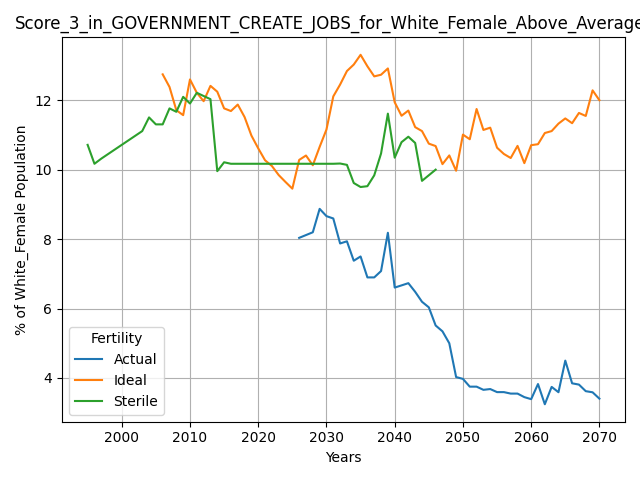 Score_3_in_GOVERNMENT_CREATE_JOBS_for_White_Female_Above_Average
% of White_Female Population
12
10
8
6
4
Fertility
Actual
Ideal
Sterile
2000 2010 2020 2030 2040 2050 2060 2070
Years